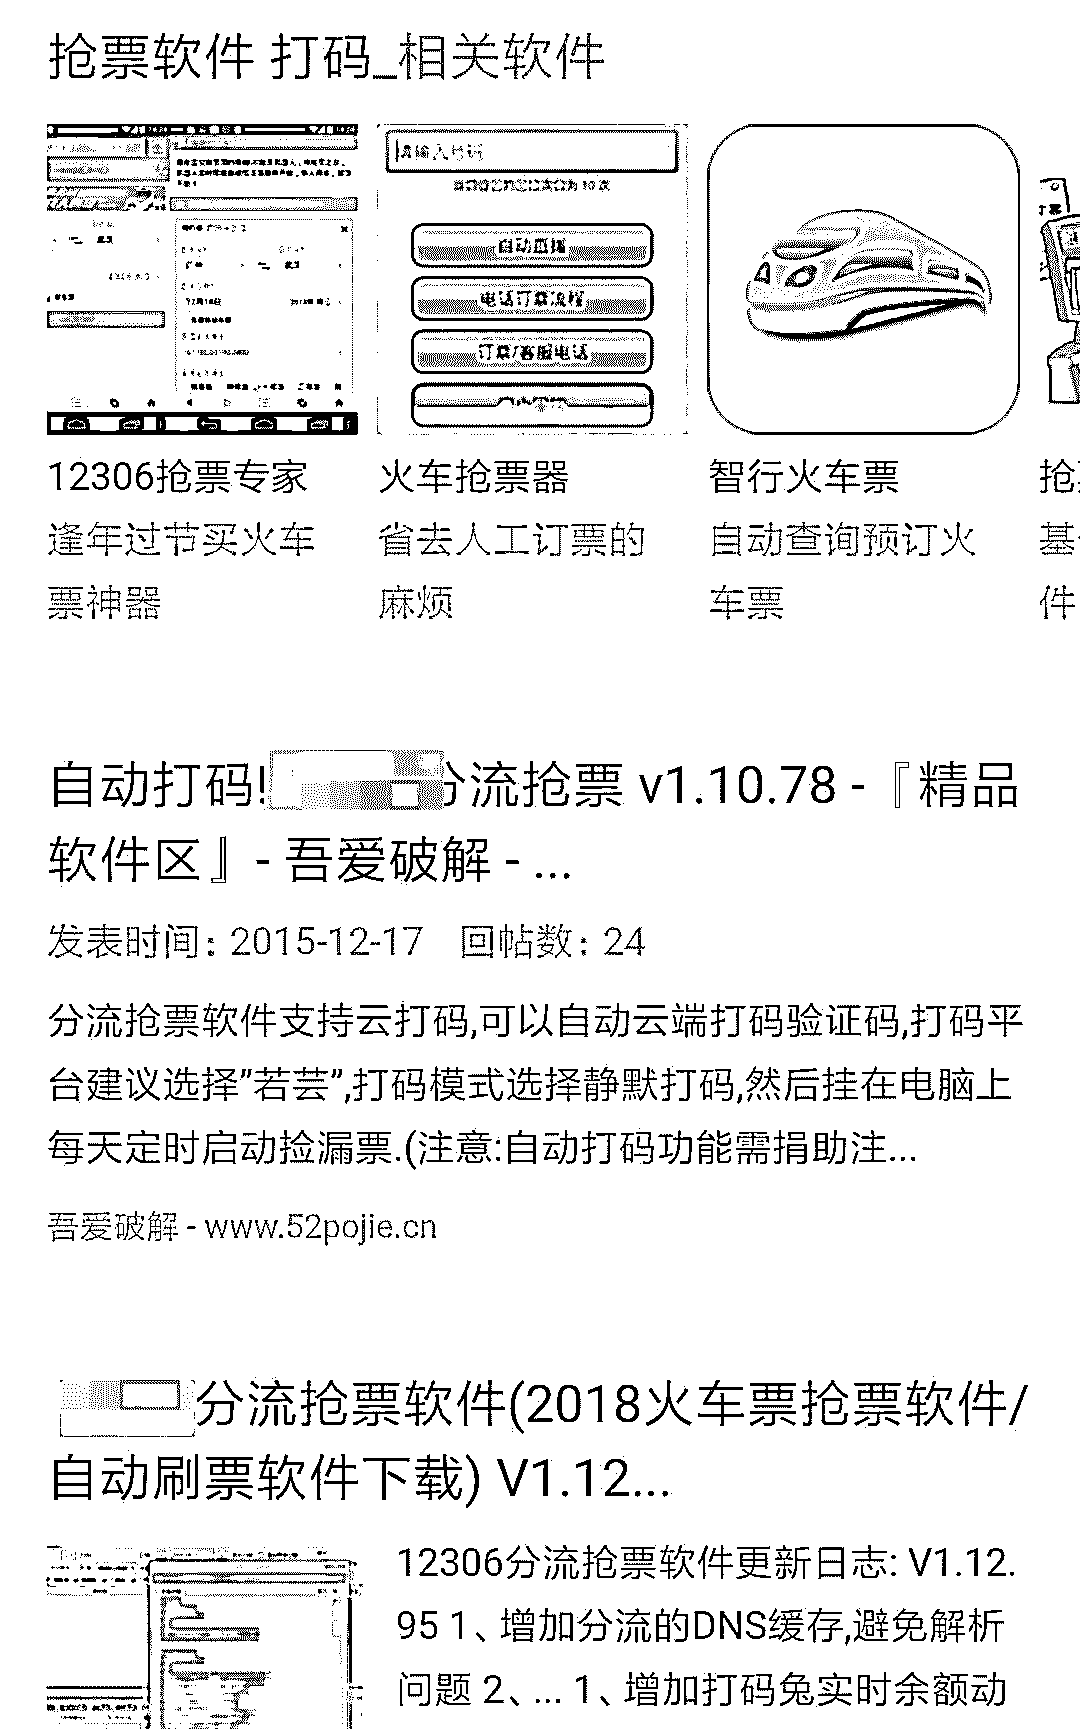 抢票软件 打码_相关软件
请输入号码
自动重播
电话订票流程
订票/客服电话
12306抢票专家
火车抢票器
智行火车票
逢年过节买火车
票神器
省去人工订票的
麻烦
自动查询预订火
车票
件
自动打码!
分流抢票 v1.10.78 -『精品
软件区』- 吾爱破解 - ...
发表时间: 2015-12-17 回帖数: 24
分流抢票软件支持云打码,可以自动云端打码验证码,打码平
台建议选择"若芸",打码模式选择静默打码,然后挂在电脑上
每天定时启动捡漏票.(注意:自动打码功能需捐助注...
吾爱破解 - www.52pojie.cn
分流抢票软件(2018火车票抢票软件/
自动刷票软件下载) V1.12...
12306分流抢票软件更新日志: V1.12.
95 1、增加分流的DNS缓存,避免解析
问题 2、... 1、增加打码兔实时余额动